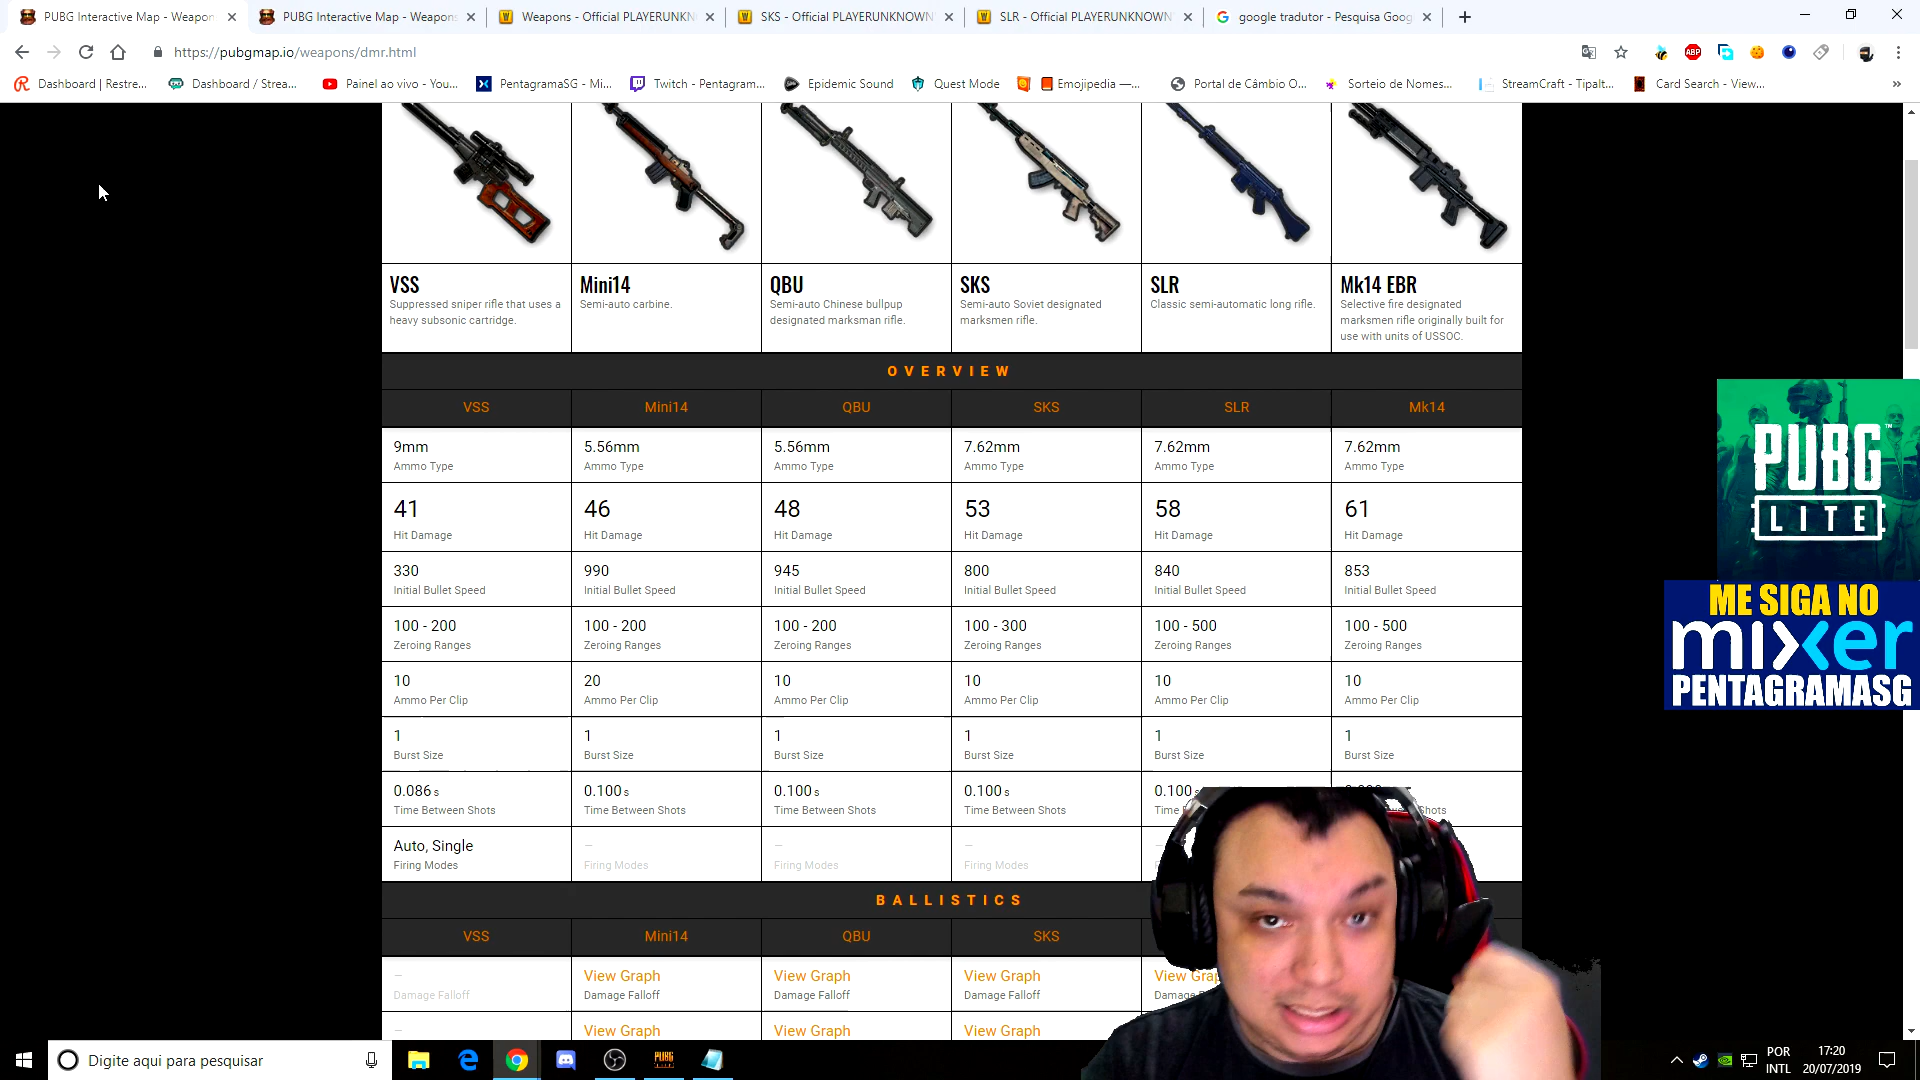 PUBG Interactive Map - Weapon
PUBG Interactive Map - Weapons
Weapons - Official PLAYERUNKN
SKS - Official PLAYERUNKNOWN
SLR - Official PLAYERUNKNOWN
google tradutor - Pesquisa Goog
https://pubgmap.io/weapons/dmr.html
ABP
Dashboard | Restre...
Dashboard / Strea...
Painel ao vivo - You...
PentagramaSG - Mi...
Twitch - Pentagram...
Epidemic Sound
Quest Mode
Emojipedia —...
Portal de Câmbio O...
Sorteio de Nomes...
StreamCraft - Tipalt...
Card Search - View...
»
VSS
Suppressed sniper rifle that uses a
heavy subsonic cartridge.
Mini14
Semi-auto carbine.
QBU
Semi-auto Chinese bullpup
designated marksman rifle.
SKS
Semi-auto Soviet designated
marksmen rifle.
SLR
Classic semi-automatic long rifle.
Mk14 EBR
Selective fire designated
marksmen rifle originally built for
use with units of USSOC.
OVERVIEW
VSS Mini14 QBU SKS SLR Mk14
9mm 5.56mm 5.56mm 7.62mm 7.62mm 7.62mm
Ammo Type Ammo Type Ammo Type Ammo Type Ammo Type Ammo Type
41 46 48 53 58 61
Hit Damage Hit Damage Hit Damage Hit Damage Hit Damage Hit Damage
330 990 945 800 840 853
Initial Bullet Speed Initial Bullet Speed Initial Bullet Speed Initial Bullet Speed Initial Bullet Speed Initial Bullet Speed
100 - 200 100 - 200 100 - 200 100 - 300 100 - 500 100 - 500
Zeroing Ranges Zeroing Ranges Zeroing Ranges Zeroing Ranges Zeroing Ranges Zeroing Ranges
10 20 10 10 10 10
Ammo Per Clip Ammo Per Clip Ammo Per Clip Ammo Per Clip Ammo Per Clip Ammo Per Clip
1 1 1 1 1 1
Burst Size Burst Size Burst Size Burst Size Burst Size Burst Size
0.086 s 0.100 s 0.100 s 0.100 s 0.100 s
Time Between Shots Time Between Shots Time Between Shots Time Between Shots Time Shots
Auto, Single – – –
Firing Modes Firing Modes Firing Modes Firing Modes
BALLISTICS
VSS Mini14 QBU SKS
– View Graph View Graph View Graph View Grap
Damage Falloff Damage Falloff Damage Falloff Damage Falloff Damage
– View Graph View Graph View Graph
PUBG™
LITE
ME SIGA NO
mixer
PENTAGRAMASG
Digite aqui para pesquisar
PUBG
LITE
POR
INTL
17:20
20/07/2019